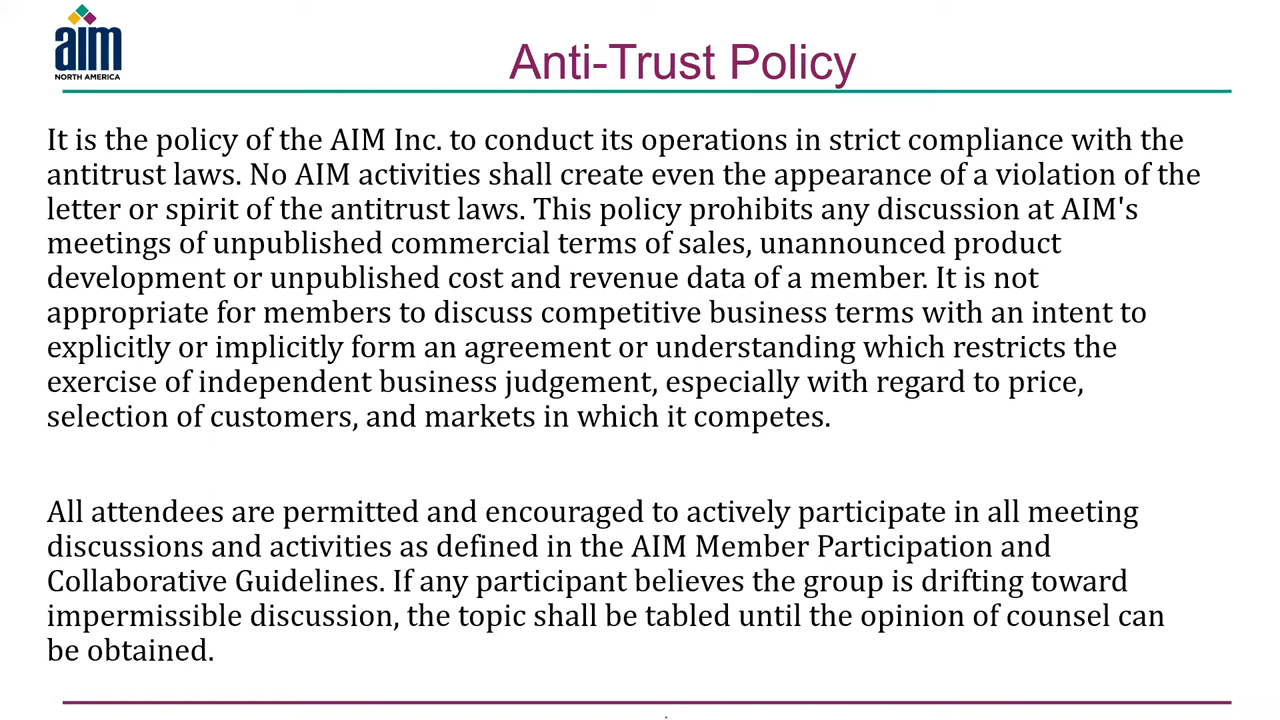 aim
NORTH AMERICA
Anti-Trust Policy
It is the policy of the AIM Inc. to conduct its operations in strict compliance with the
antitrust laws. No AIM activities shall create even the appearance of a violation of the
letter or spirit of the antitrust laws. This policy prohibits any discussion at AIM's
meetings of unpublished commercial terms of sales, unannounced product
development or unpublished cost and revenue data of a member. It is not
appropriate for members to discuss competitive business terms with an intent to
explicitly or implicitly form an agreement or understanding which restricts the
exercise of independent business judgement, especially with regard to price,
selection of customers, and markets in which it competes.
All attendees are permitted and encouraged to actively participate in all meeting
discussions and activities as defined in the AIM Member Participation and
Collaborative Guidelines. If any participant believes the group is drifting toward
impermissible discussion, the topic shall be tabled until the opinion of counsel can
be obtained.
.